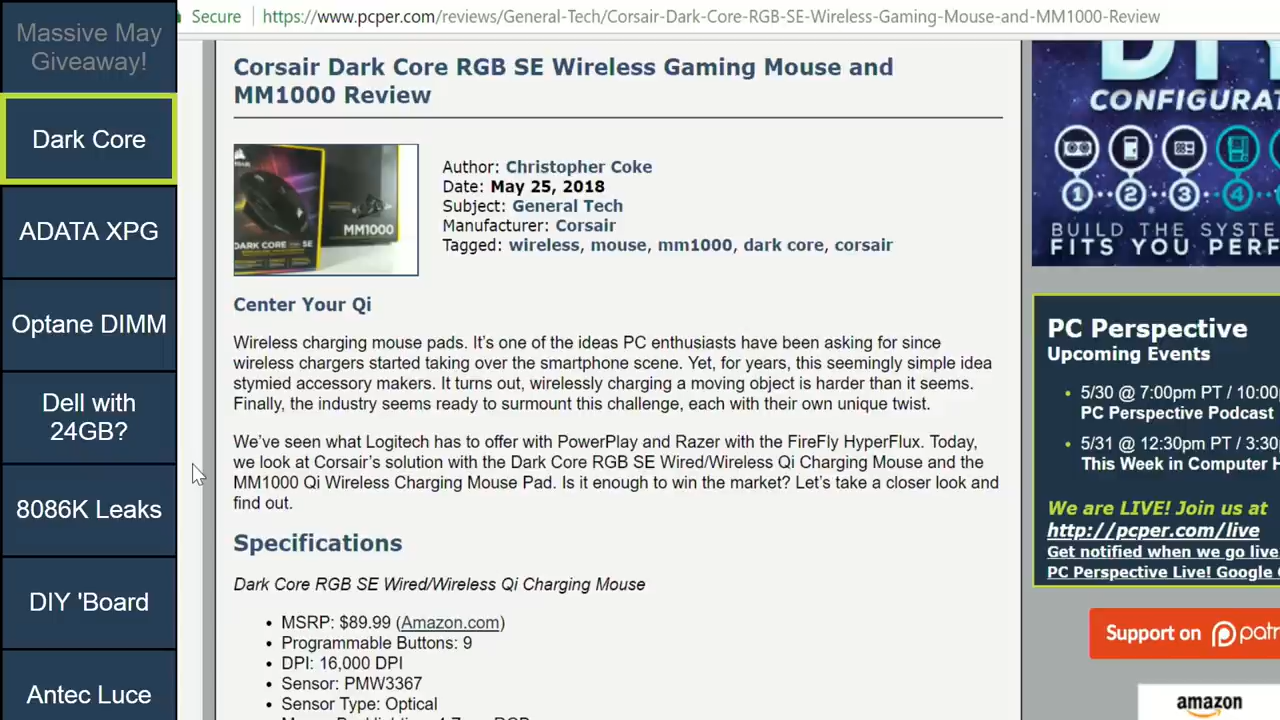 Massive May
Giveaway!
Dark Core
ADATA XPG
Optane DIMM
Dell with
24GB?
8086K Leaks
DIY 'Board
Antec Luce
Secure
https://www.pcper.com/reviews/General-Tech/Corsair-Dark-Core-RGB-SE-Wireless-Gaming-Mouse-and-MM1000-Review
Corsair Dark Core RGB SE Wireless Gaming Mouse and
MM1000 Review
DARK CORE
SE
MM1000
Author: Christopher Coke
Date: May 25, 2018
Subject: General Tech
Manufacturer: Corsair
Tagged: wireless, mouse, mm1000, dark core, corsair
Center Your Qi
Wireless charging mouse pads. It’s one of the ideas PC enthusiasts have been asking for since
wireless chargers started taking over the smartphone scene. Yet, for years, this seemingly simple idea
stymied accessory makers. It turns out, wirelessly charging a moving object is harder than it seems.
Finally, the industry seems ready to surmount this challenge, each with their own unique twist.
We’ve seen what Logitech has to offer with PowerPlay and Razer with the FireFly HyperFlux. Today,
we look at Corsair’s solution with the Dark Core RGB SE Wired/Wireless Qi Charging Mouse and the
MM1000 Qi Wireless Charging Mouse Pad. Is it enough to win the market? Let’s take a closer look and
find out.
Specifications
Dark Core RGB SE Wired/Wireless Qi Charging Mouse
• MSRP: $89.99 (Amazon.com)
• Programmable Buttons: 9
• DPI: 16,000 DPI
• Sensor: PMW3367
• Sensor Type: Optical
DIY
CONFIGURAT
1 2 3 4
BUILD THE SYSTE
FITS YOU PERF
PC Perspective
Upcoming Events
• 5/30 @ 7:00pm PT / 10:00
PC Perspective Podcast
• 5/31 @ 12:30pm PT / 3:30
This Week in Computer H
We are LIVE! Join us at
http://pcper.com/live
Get notified when we go live
PC Perspective Live! Google
Support on patr
amazon